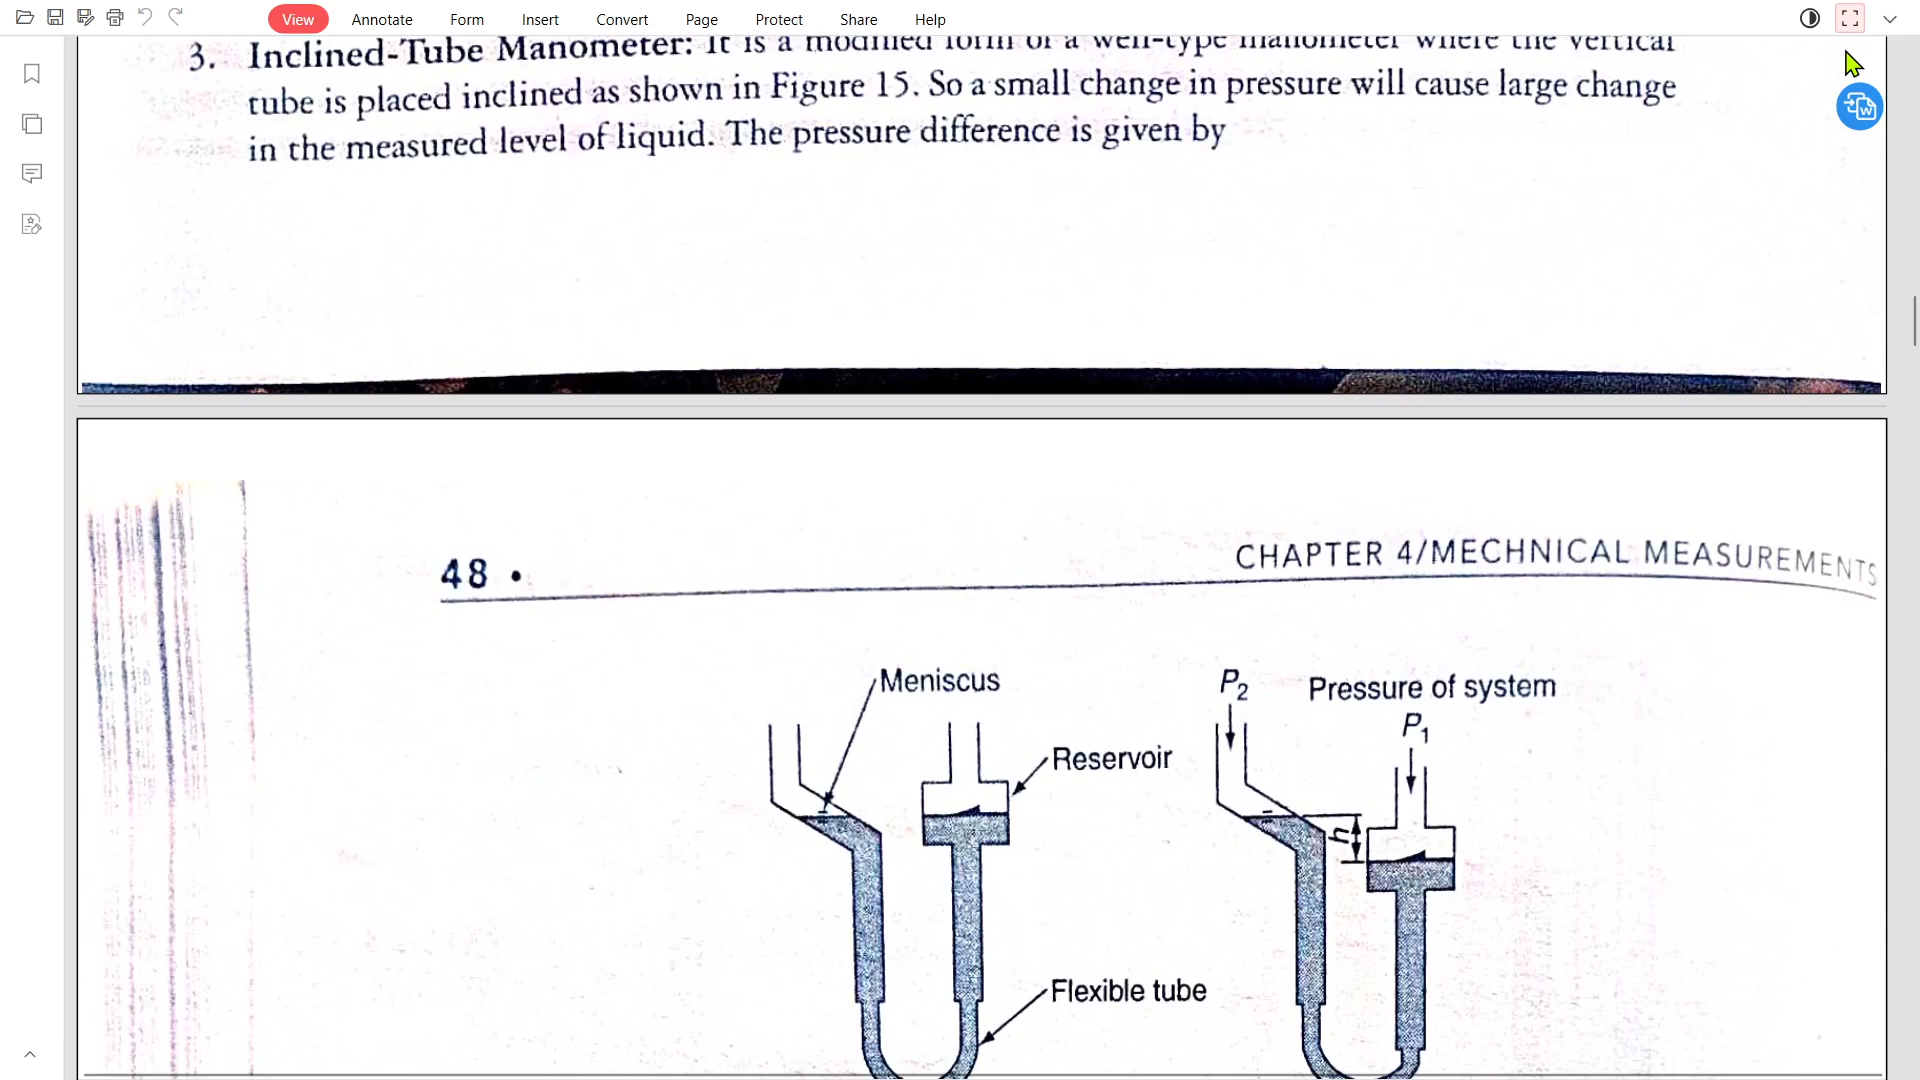 View Annotate Form Insert Convert Page Protect Share Help
3. Inclined-Tube Manometer: It is a modified form of a well-type manometer where the vertical
tube is placed inclined as shown in Figure 15. So a small change in pressure will cause large change
in the measured level of liquid. The pressure difference is given by
48 •
CHAPTER 4/MECHNICAL MEASUREMENTS
Meniscus
Reservoir
Flexible tube
P2
Pressure of system
P1
h